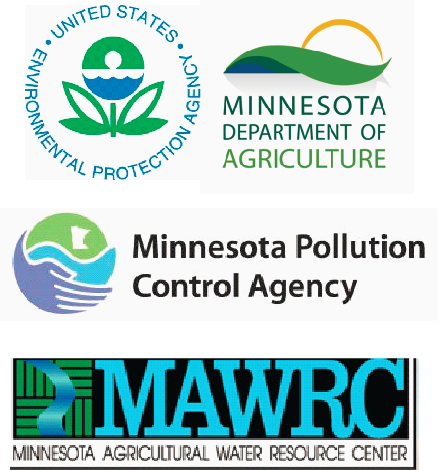 UNITED STATES
ENVIRONMENTAL PROTECTION AGENCY
MINNESOTA
DEPARTMENT OF
AGRICULTURE
Minnesota Pollution
Control Agency
MAWRC
MINNESOTA AGRICULTURAL WATER RESOURCE CENTER